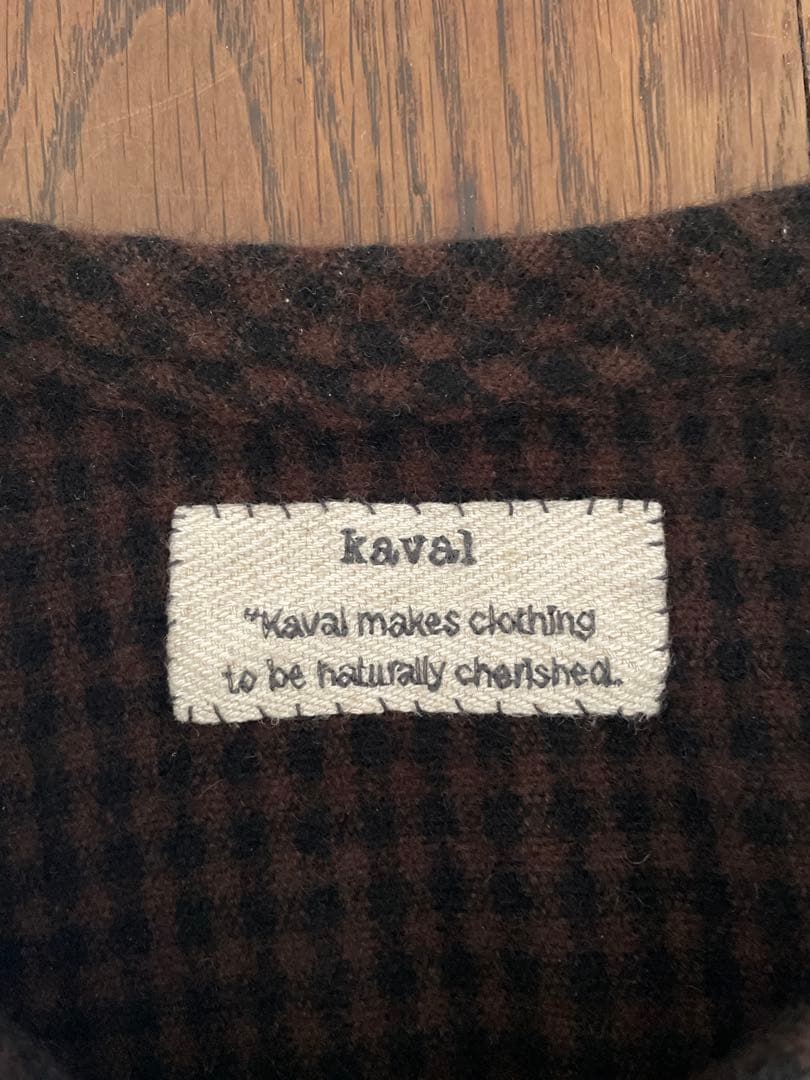 kaval
"Kaval makes clothing
to be naturally cherished.